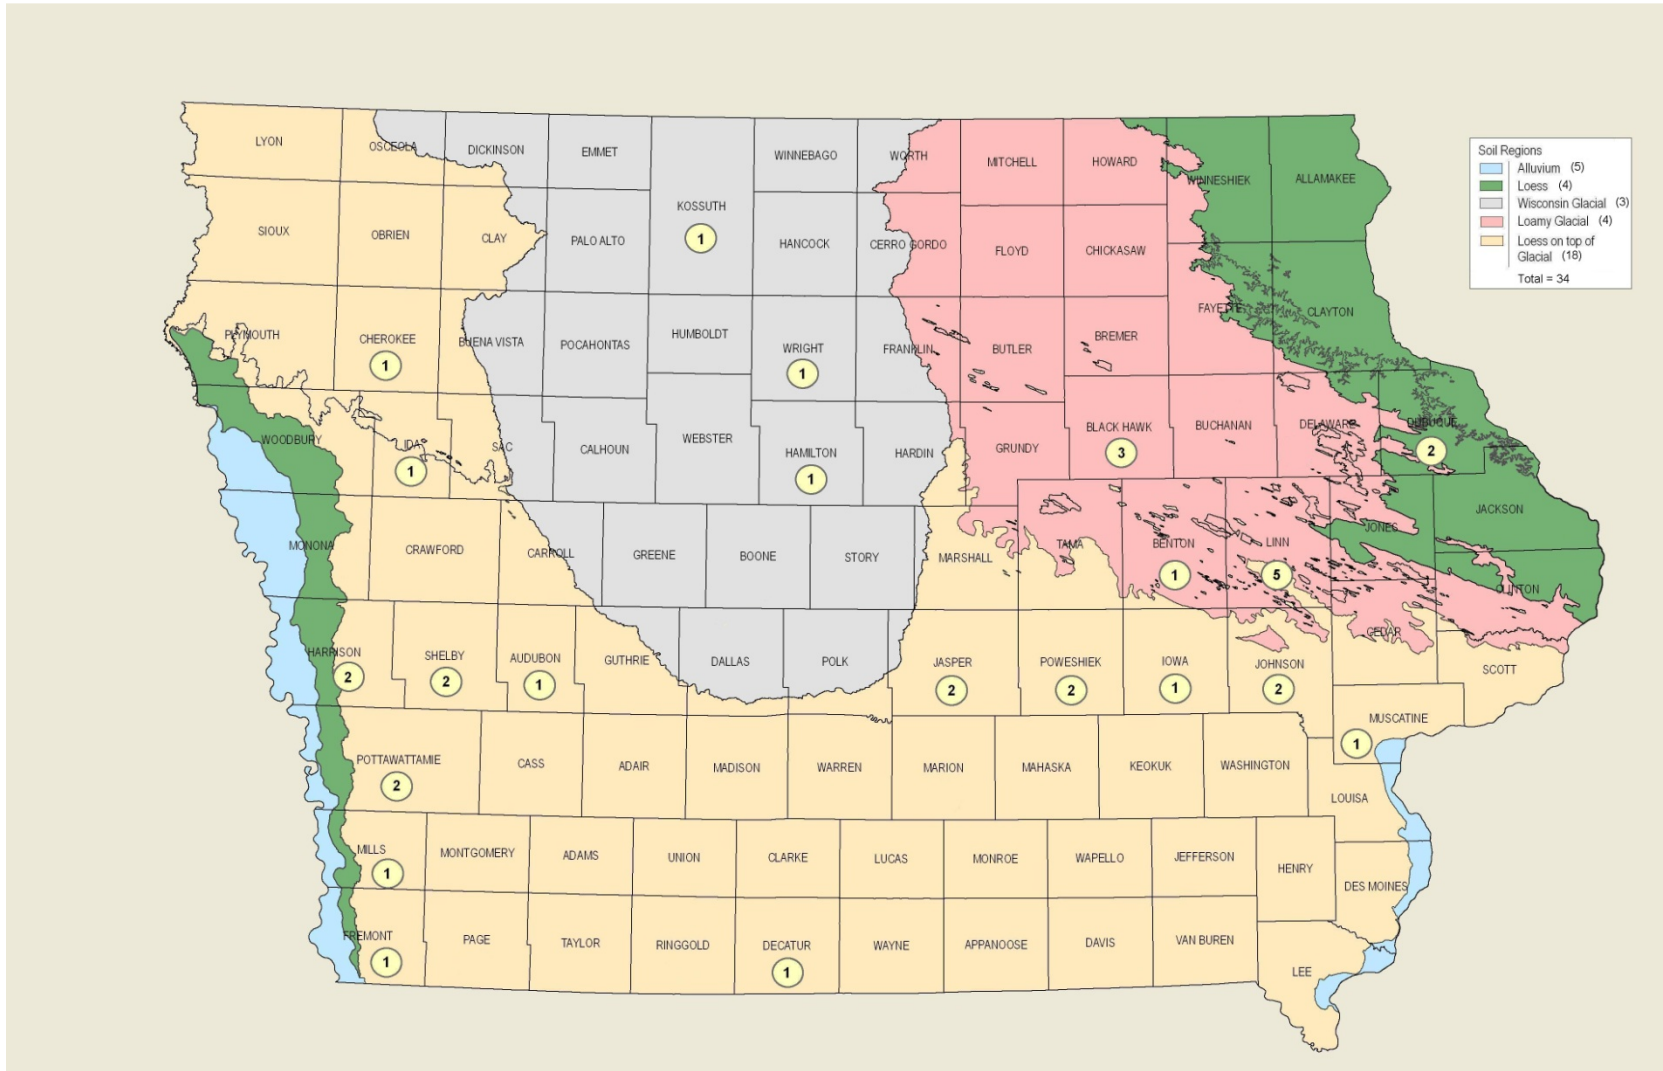 LYON
OSCEOLA
DICKINSON
EMMET
WINNEBAGO
WORTH
MITCHELL
HOWARD
WINNESHIEK
ALLAMAKEE
Soil Regions
Alluvium (5)
Loess (4)
Wisconsin Glacial (3)
Loamy Glacial (4)
Loess on top of
Glacial (18)
Total = 34
SIOUX
OBRIEN
CLAY
PALO ALTO
KOSSUTH
1
HANCOCK
CERRO GORDO
FLOYD
CHICKASAW
FAYETTE
CLAYTON
PLYMOUTH
CHEROKEE
1
BUENA VISTA
POCAHONTAS
HUMBOLDT
WRIGHT
1
FRANKLIN
BUTLER
BREMER
WOODBURY
IDA
1
SAC
CALHOUN
WEBSTER
HAMILTON
1
HARDIN
GRUNDY
BLACK HAWK
3
BUCHANAN
DELAWARE
DUBUQUE
2
MONONA
CRAWFORD
CARROLL
GREENE
BOONE
STORY
MARSHALL
TAMA
BENTON
1
LINN
5
JONES
JACKSON
CLINTON
HARRISON
2
SHELBY
2
AUDUBON
1
GUTHRIE
DALLAS
POLK
JASPER
2
POWESHIEK
2
IOWA
1
JOHNSON
2
CEDAR
SCOTT
MUSCATINE
1
POTTAWATTAMIE
2
CASS
ADAIR
MADISON
WARREN
MARION
MAHASKA
KEOKUK
WASHINGTON
LOUISA
MILLS
1
MONTGOMERY
ADAMS
UNION
CLARKE
LUCAS
MONROE
WAPELLO
JEFFERSON
HENRY
DES MOINES
FREMONT
1
PAGE
TAYLOR
RINGGOLD
DECATUR
1
WAYNE
APPANOOSE
DAVIS
VAN BUREN
LEE